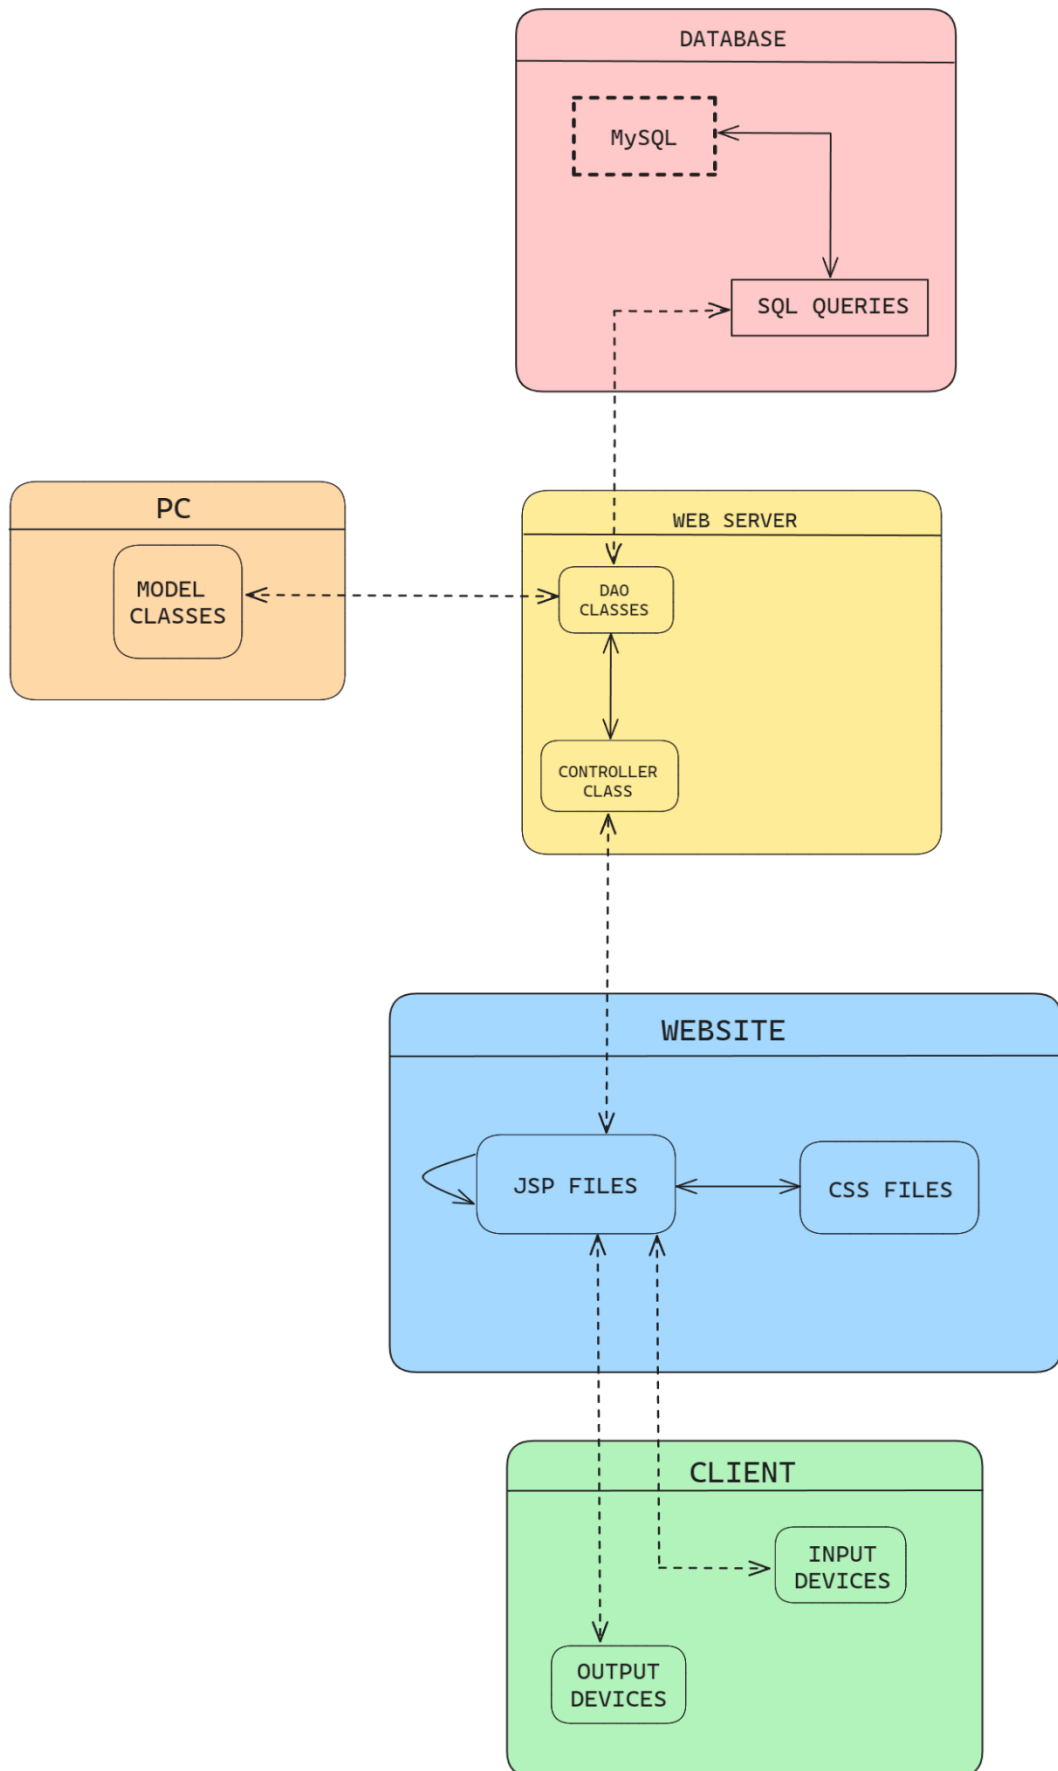 DATABASE
MySQL
SQL QUERIES
PC
MODEL
CLASSES
WEB SERVER
DAO
CLASSES
CONTROLLER
CLASS
WEBSITE
JSP FILES
CSS FILES
CLIENT
INPUT
DEVICES
OUTPUT
DEVICES